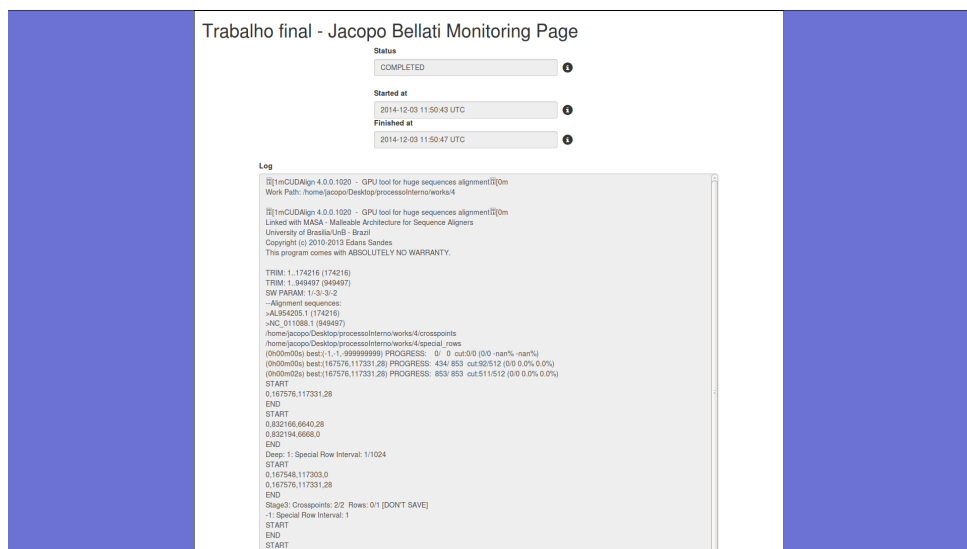 Trabalho final - Jacopo Bellati Monitoring Page
Status
COMPLETED
Started at
2014-12-03 11:50:43 UTC
Finished at
2014-12-03 11:50:47 UTC
Log
[1mCUDAlign 4.0.0.1020 - GPU tool for huge sequences alignment[0m
Work Path: /home/jacopo/Desktop/processoInterno/works/4
[1mCUDAlign 4.0.0.1020 - GPU tool for huge sequences alignment[0m
Linked with MASA - Malleable Architecture for Sequence Aligners
University of Brasilia/UnB - Brazil
Copyright (c) 2010-2013 Edans Sandes
This program comes with ABSOLUTELY NO WARRANTY.
TRIM: 1..174216 (174216)
TRIM: 1..949497 (949497)
SW PARAM: 1/-3/-3/-2
--Alignment sequences:
>AL954205.1 (174216)
>NC_011088.1 (949497)
/home/jacopo/Desktop/processoInterno/works/4/crosspoints
/home/jacopo/Desktop/processoInterno/works/4/special_rows
(0h00m00s) best:(-1,-1,-999999999) PROGRESS: 0/ 0 cut:0/0 (0/0 -nan% -nan%)
(0h00m00s) best:(167576,117331,28) PROGRESS: 434/ 853 cut:92/512 (0/0 0.0% 0.0%)
(0h00m02s) best:(167576,117331,28) PROGRESS: 853/ 853 cut:511/512 (0/0 0.0% 0.0%)
START
0,167576,117331,28
END
START
0,832166,6640,28
0,832194,6668,0
END
Deep: 1: Special Row Interval: 1/1024
START
0,167548,117303,0
0,167576,117331,28
END
Stage3: Crosspoints: 2/2 Rows: 0/1 [DON'T SAVE]
-1: Special Row Interval: 1
START
END
START